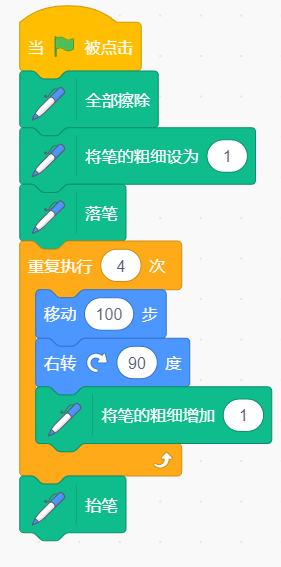 当 被点击
全部擦除
将笔的粗细设为 1
落笔
重复执行 4 次
移动 100 步
右转 90 度
将笔的粗细增加 1
抬笔